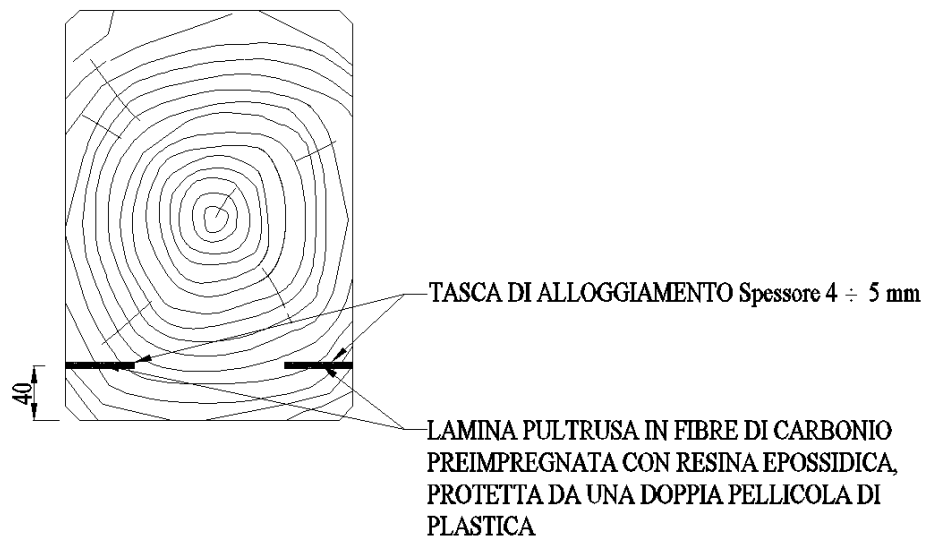 TASCA DI ALLOGGIAMENTO Spessore 4 ÷ 5 mm
40
LAMINA PULTRUSA IN FIBRE DI CARBONIO
PREIMPREGNATA CON RESINA EPOSSIDICA,
PROTETTA DA UNA DOPPIA PELLICOLA DI
PLASTICA